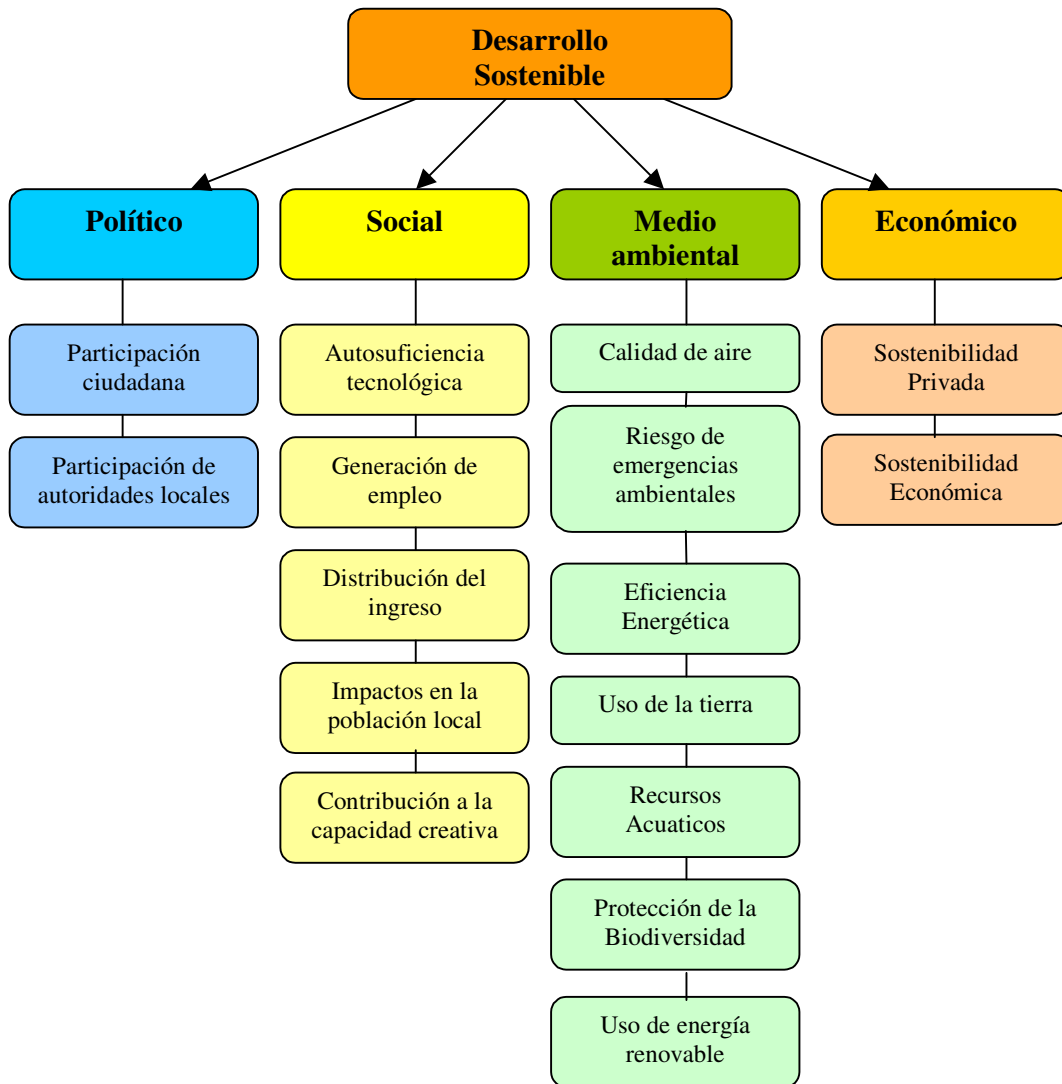 Desarrollo
Sostenible
Político
Participación
ciudadana
Participación de
autoridades locales
Social
Autosuficiencia
tecnológica
Generación de
empleo
Distribución del
ingreso
Impactos en la
población local
Contribución a la
capacidad creativa
Medio
ambiental
Calidad de aire
Riesgo de
emergencias
ambientales
Eficiencia
Energética
Uso de la tierra
Recursos
Acuaticos
Protección de la
Biodiversidad
Uso de energía
renovable
Económico
Sostenibilidad
Privada
Sostenibilidad
Económica